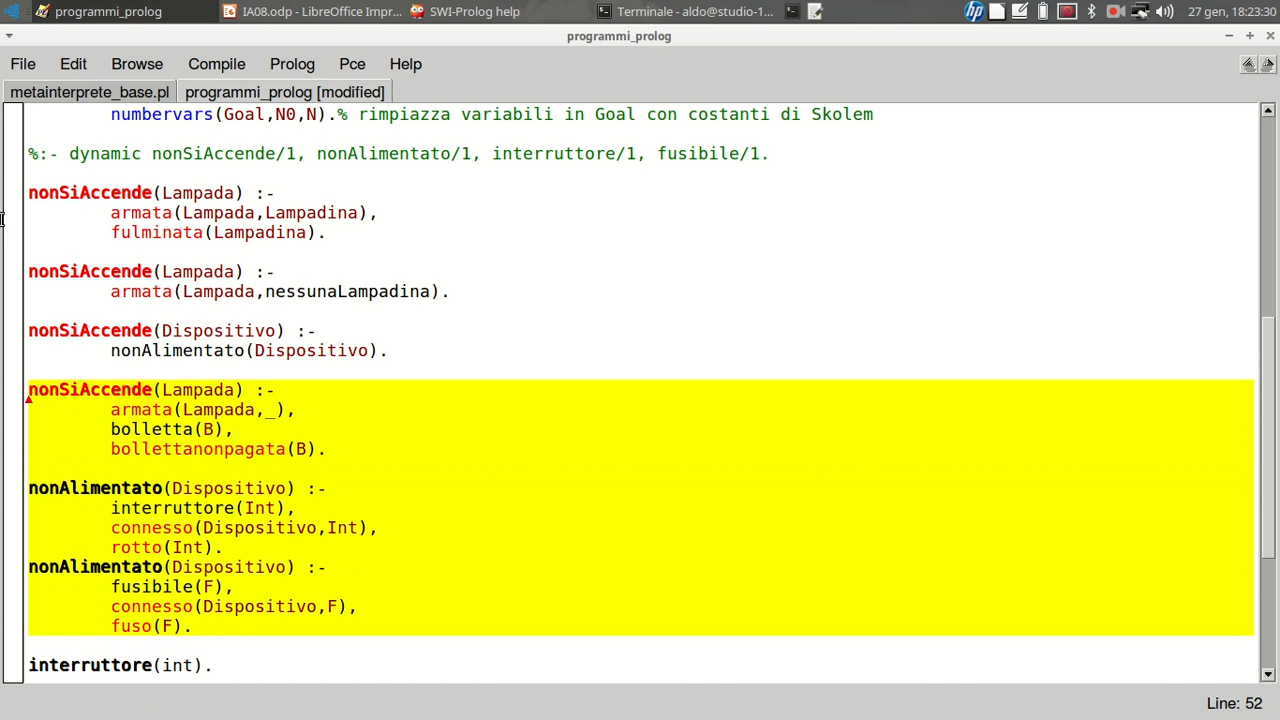 programmi_prolog IA08.odp - LibreOffice Impr... SWI-Prolog help Terminale - aldo@studio-1... hp 27 gen, 18:23:30
programmi_prolog
File Edit Browse Compile Prolog Pce Help
metainterprete_base.pl programmi_prolog [modified]
numbervars(Goal,N0,N).% rimpiazza variabili in Goal con costanti di Skolem
%:- dynamic nonSiAccende/1, nonAlimentato/1, interruttore/1, fusibile/1.
nonSiAccende(Lampada) :-
armata(Lampada,Lampadina),
fulminata(Lampadina).
nonSiAccende(Lampada) :-
armata(Lampada,nessunaLampadina).
nonSiAccende(Dispositivo) :-
nonAlimentato(Dispositivo).
nonSiAccende(Lampada) :-
armata(Lampada,_),
bolletta(B),
bollettanonpagata(B).
nonAlimentato(Dispositivo) :-
interruttore(Int),
connesso(Dispositivo,Int),
rotto(Int).
nonAlimentato(Dispositivo) :-
fusibile(F),
connesso(Dispositivo,F),
fuso(F).
interruttore(int).
Line: 52